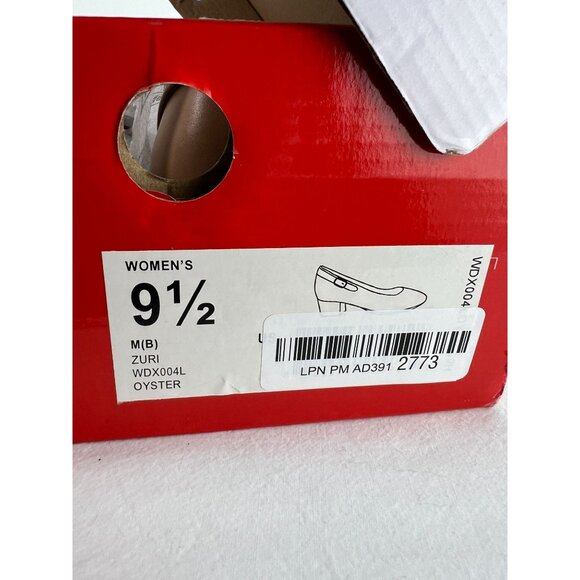 WOMEN'S
9½
M(B)
ZURI
WDX004L
OYSTER
WDX004
LPN PM AD391 2773